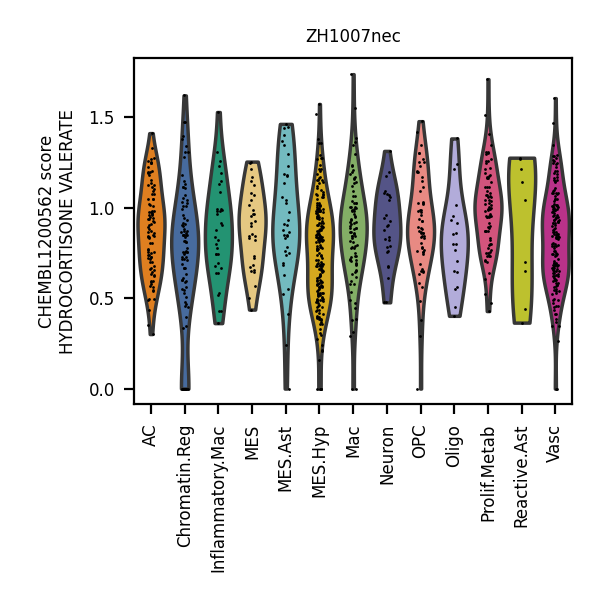 ZH1007nec
CHEMBL1200562 score
HYDROCORTISONE VALERATE
1.5
1.0
0.5
0.0
AC
Chromatin.Reg
Inflammatory.Mac
MES
MES.Ast
MES.Hyp
Mac
Neuron
OPC
Oligo
Prolif.Metab
Reactive.Ast
Vasc